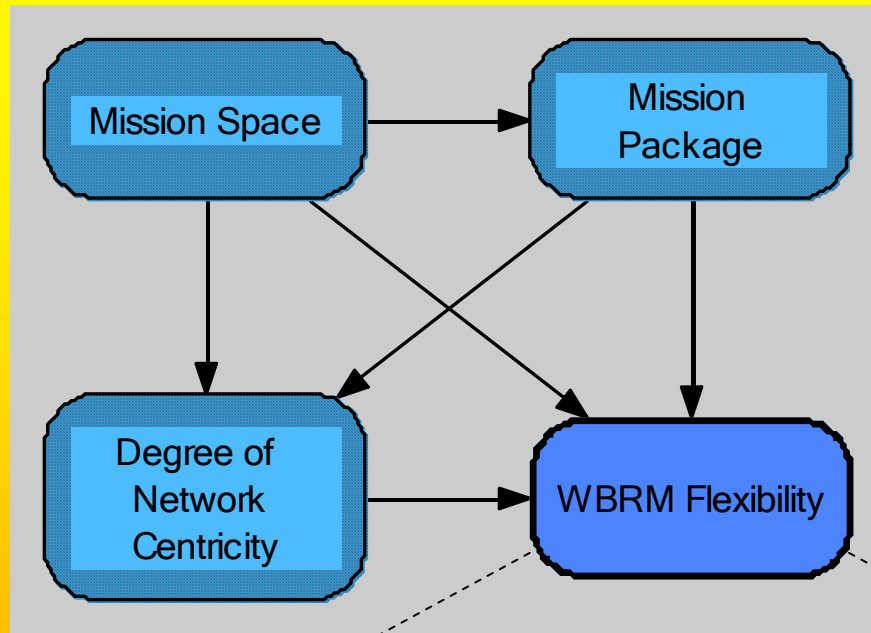 Mission Space
Mission
Package
Degree of
Network
Centricity
WBRM Flexibility